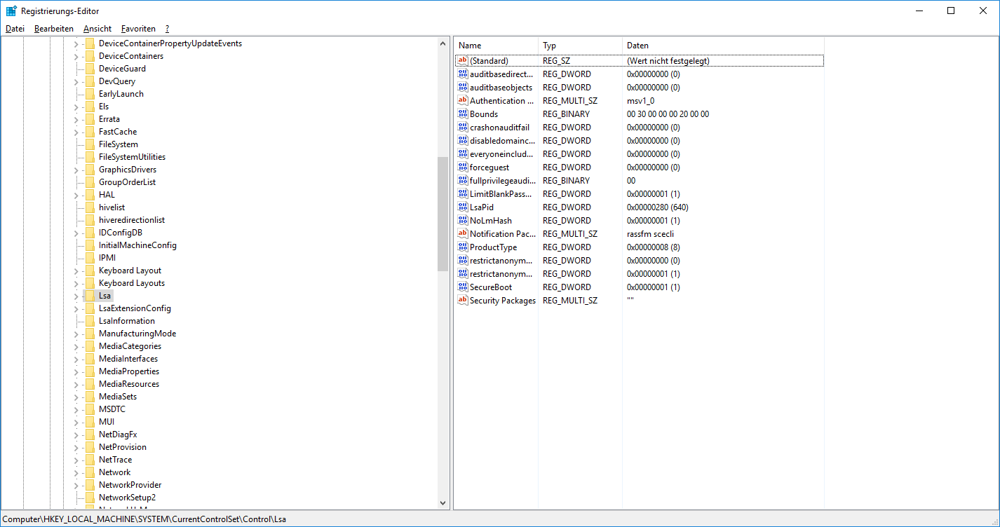 Registrierungs-Editor
Datei Bearbeiten Ansicht Favoriten ?
DeviceContainerPropertyUpdateEvents
DeviceContainers
DeviceGuard
DevQuery
EarlyLaunch
Els
Errata
FastCache
FileSystem
FileSystemUtilities
GraphicsDrivers
GroupOrderList
HAL
hivelist
hiveredirectionlist
IDConfigDB
InitialMachineConfig
IPMI
Keyboard Layout
Keyboard Layouts
Lsa
LsaExtensionConfig
LsaInformation
ManufacturingMode
MediaCategories
MediaInterfaces
MediaProperties
MediaResources
MediaSets
MSDTC
MUI
NetDiagFx
NetProvision
NetTrace
Network
NetworkProvider
NetworkSetup2
Name Typ Daten
(Standard) REG_SZ (Wert nicht festgelegt)
auditbasedirect... REG_DWORD 0x00000000 (0)
auditbaseobjects REG_DWORD 0x00000000 (0)
Authentication ... REG_MULTI_SZ msv1_0
Bounds REG_BINARY 00 30 00 00 00 20 00 00
crashonauditfail REG_DWORD 0x00000000 (0)
disabledomainc... REG_DWORD 0x00000000 (0)
everyoneinclud... REG_DWORD 0x00000000 (0)
forceguest REG_DWORD 0x00000000 (0)
fullprivilegeaudi... REG_BINARY 00
LimitBlankPass... REG_DWORD 0x00000001 (1)
LsaPid REG_DWORD 0x00000280 (640)
NoLmHash REG_DWORD 0x00000001 (1)
Notification Pac... REG_MULTI_SZ rassfm scecli
ProductType REG_DWORD 0x00000008 (8)
restrictanonym... REG_DWORD 0x00000000 (0)
restrictanonym... REG_DWORD 0x00000001 (1)
SecureBoot REG_DWORD 0x00000001 (1)
Security Packages REG_MULTI_SZ ""
Computer\HKEY_LOCAL_MACHINE\SYSTEM\CurrentControlSet\Control\Lsa